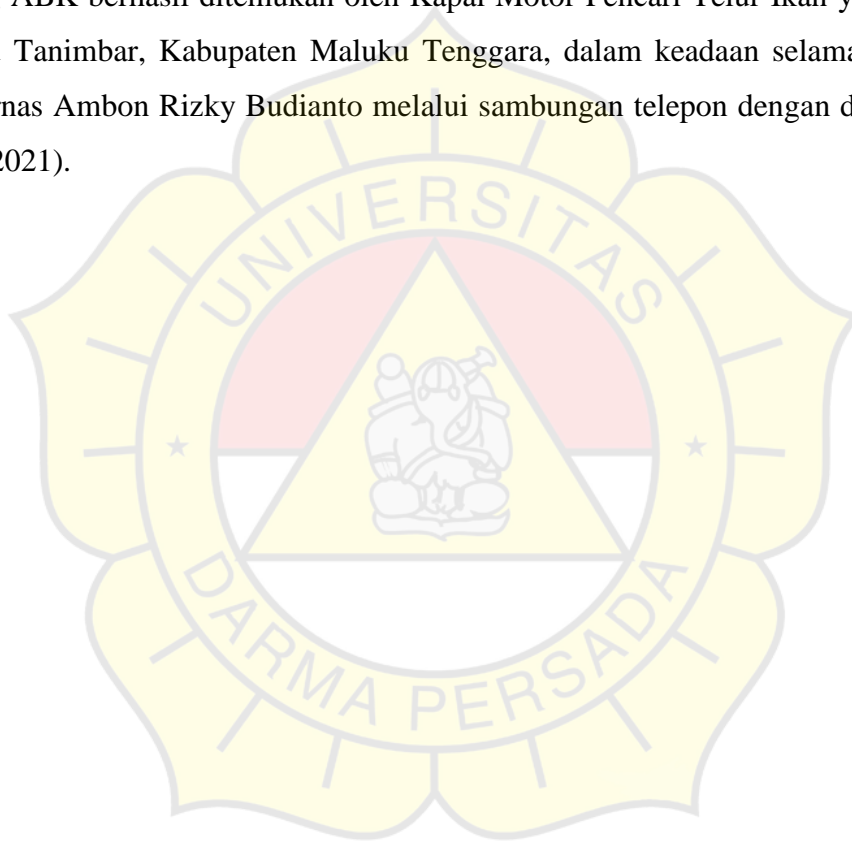 ABK berhasil ditemukan oleh Kapal Motor Pencari Telur Ikan y
Tanimbar, Kabupaten Maluku Tenggara, dalam keadaan selama
rnas Ambon Rizky Budianto melalui sambungan telepon dengan d
2021).
UNIVERSITAS
DARMA PERSADA